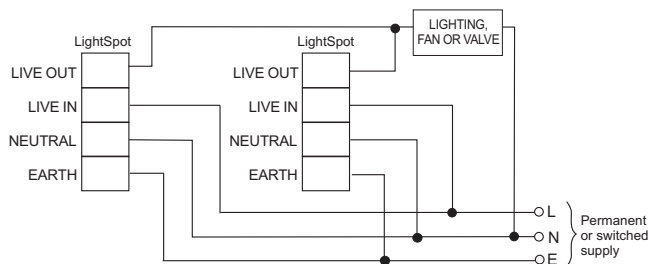 LIGHTING,
FAN OR VALVE
LightSpot
LIVE OUT
LIVE IN
NEUTRAL
EARTH
LightSpot
LIVE OUT
LIVE IN
NEUTRAL
EARTH
L
N
E
Permanent
or switched
supply